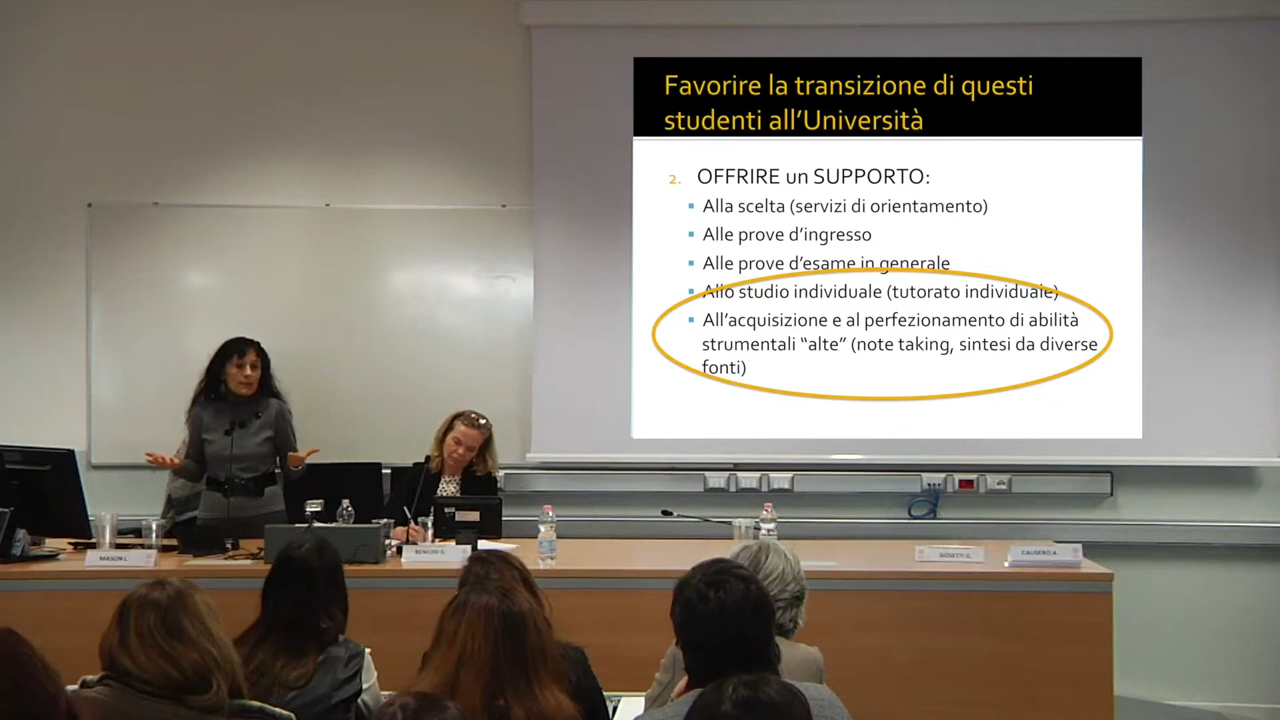 Favorire la transizione di questi
studenti all’Università
2. OFFRIRE un SUPPORTO:
▪ Alla scelta (servizi di orientamento)
▪ Alle prove d’ingresso
▪ Alle prove d’esame in generale
▪ Allo studio individuale (tutorato individuale)
▪ All’acquisizione e al perfezionamento di abilità
strumentali “alte” (note taking, sintesi da diverse
fonti)
MASON L.
CAUSERO A.